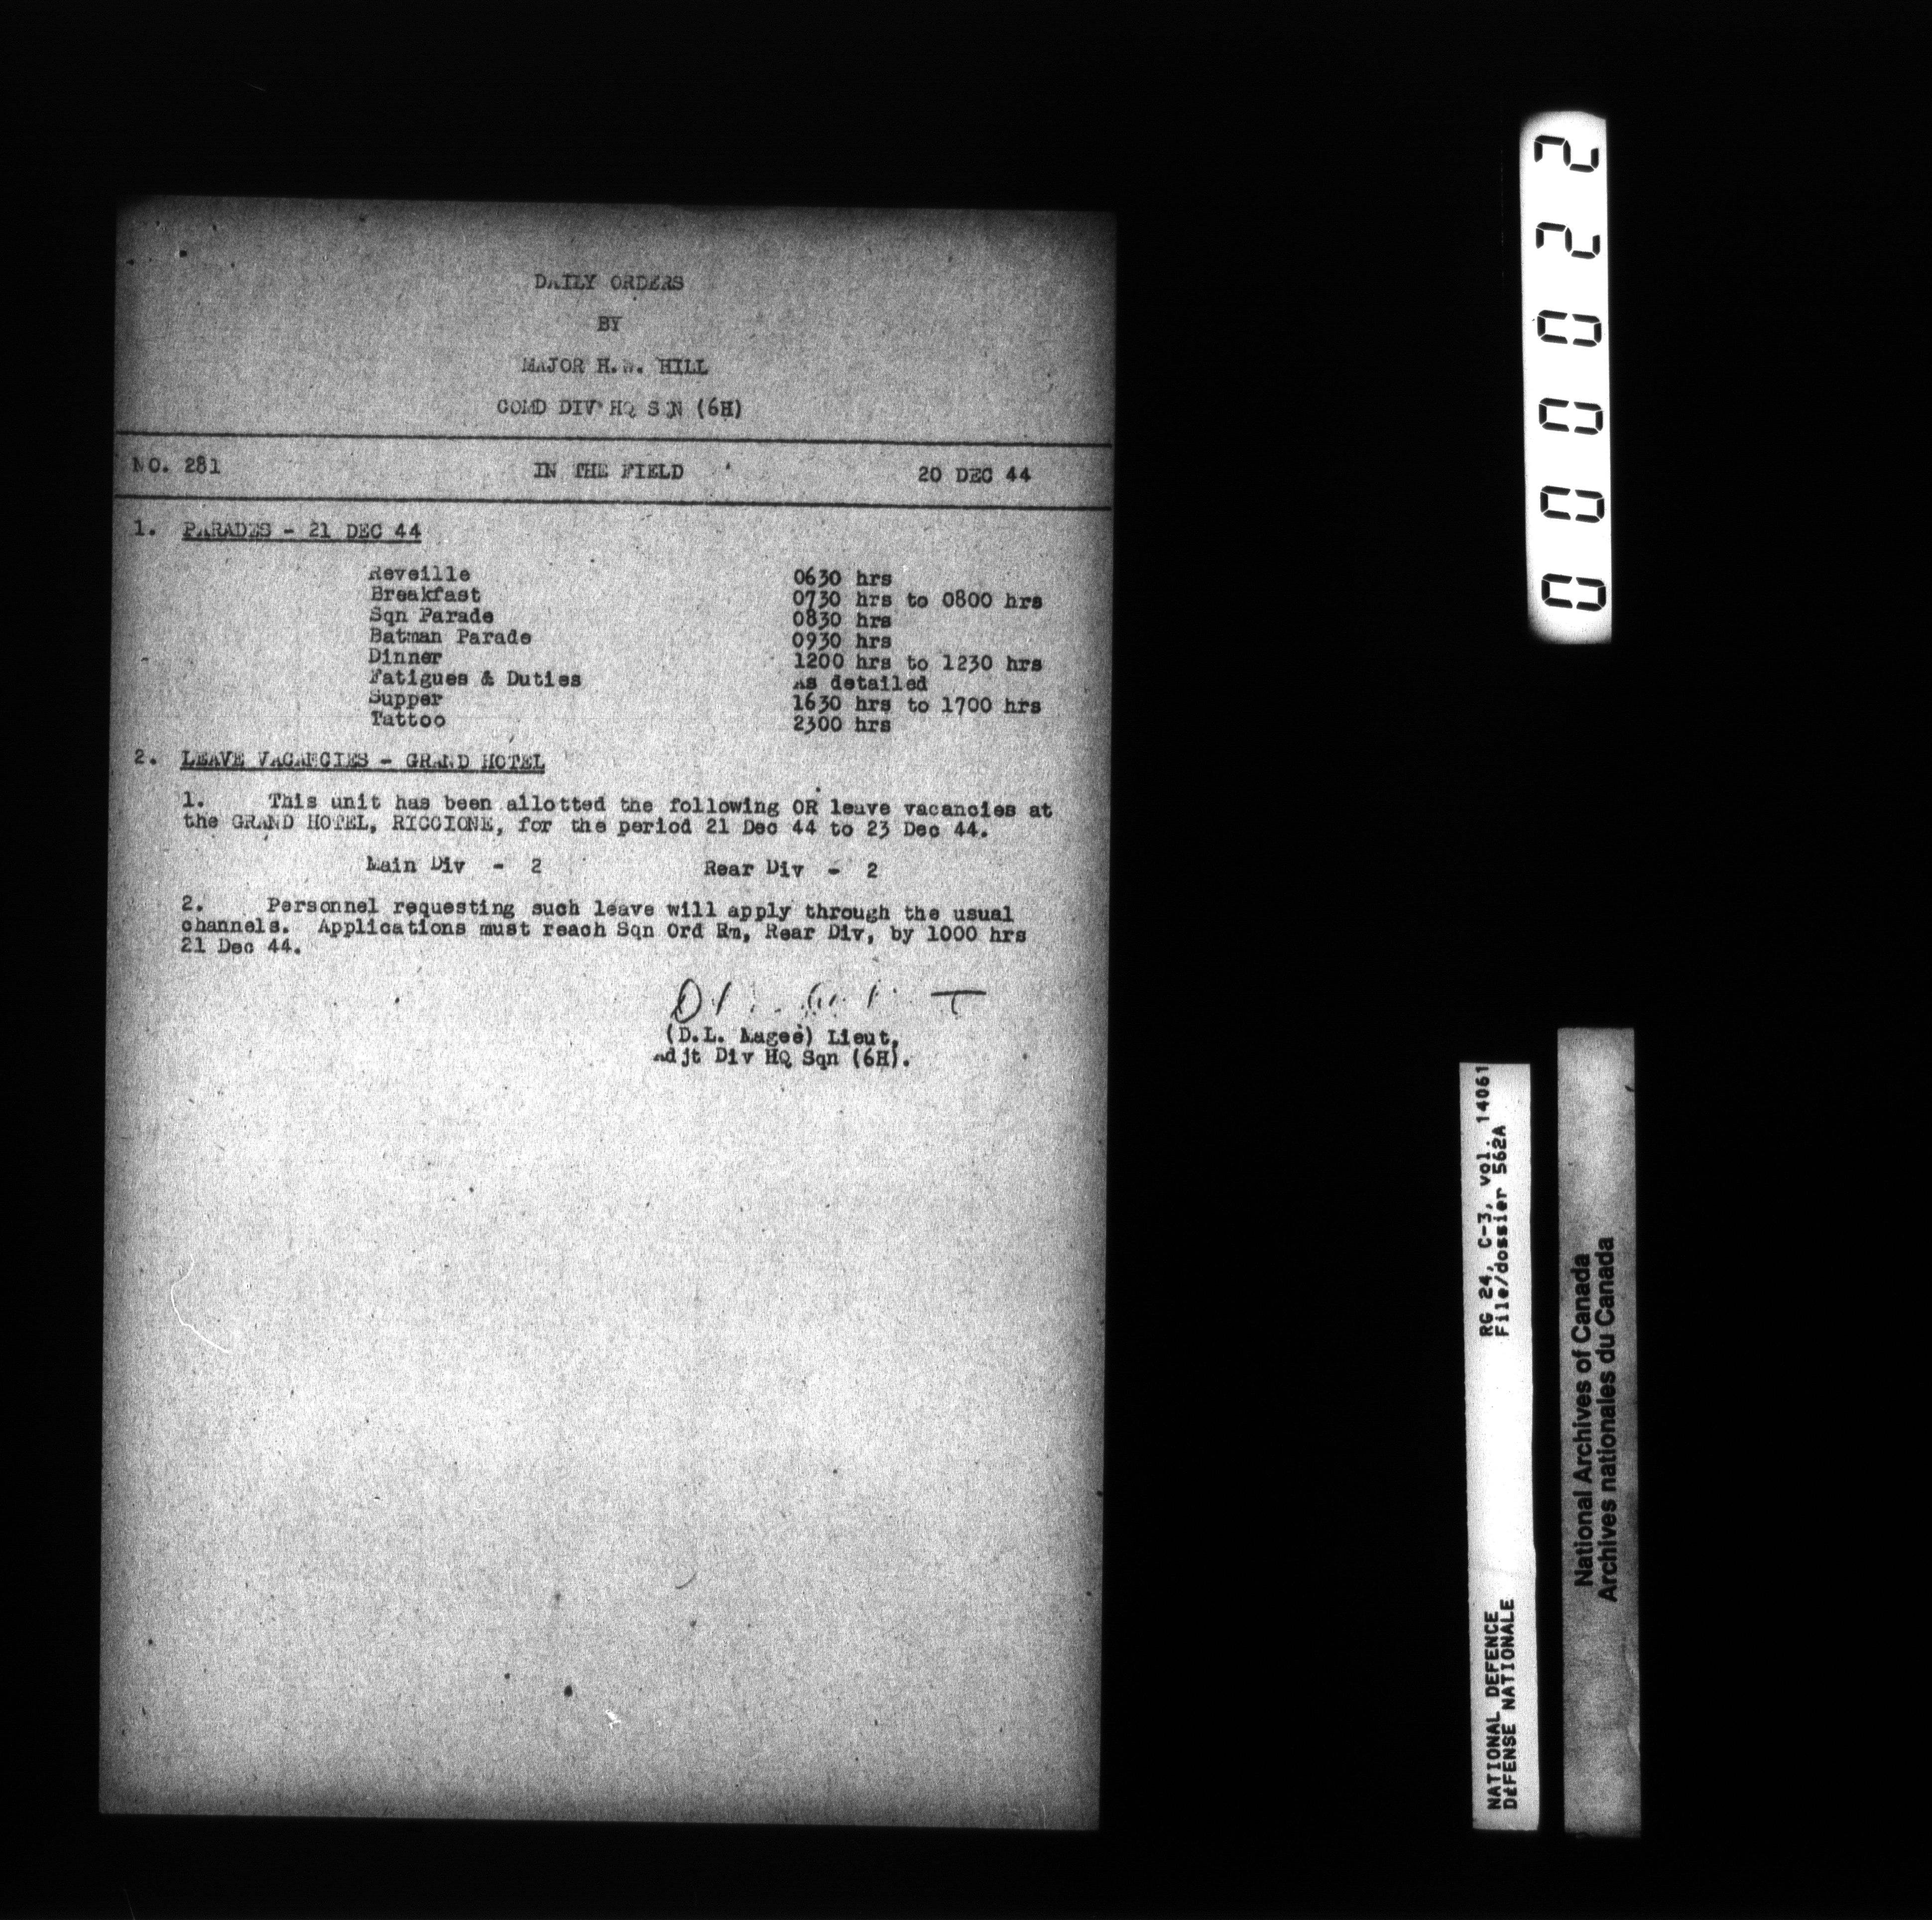 DAILY ORDERS
BY
MAJOR H.W. HILL
COMD DIV HQ SQN (6H)
NO. 281 IN THE FIELD 20 DEC 44
1. PARADES - 21 DEC 44
Reveille 0630 hrs
Breakfast 0730 hrs to 0800 hrs
Sqn Parade 0830 hrs
Batman Parade 0930 hrs
Dinner 1200 hrs to 1230 hrs
Fatigues & Duties As detailed
Supper 1630 hrs to 1700 hrs
Tattoo 2300 hrs
2. LEAVE VACANCIES - GRAND HOTEL
1. This unit has been allotted the following OR leave vacancies at
the GRAND HOTEL, RICCIONE, for the period 21 Dec 44 to 23 Dec 44.
Main Div - 2 Rear Div - 2
2. Personnel requesting such leave will apply through the usual
channels. Applications must reach Sqn Ord Rm, Rear Div, by 1000 hrs
21 Dec 44.
(D.L. Magee) Lieut,
Adjt Div HQ Sqn (6H).
000022
NATIONAL DEFENCE RG 24, C-3, vol. 14061
DéFENSE NATIONALE File/dossier 562A
National Archives of Canada
Archives nationales du Canada